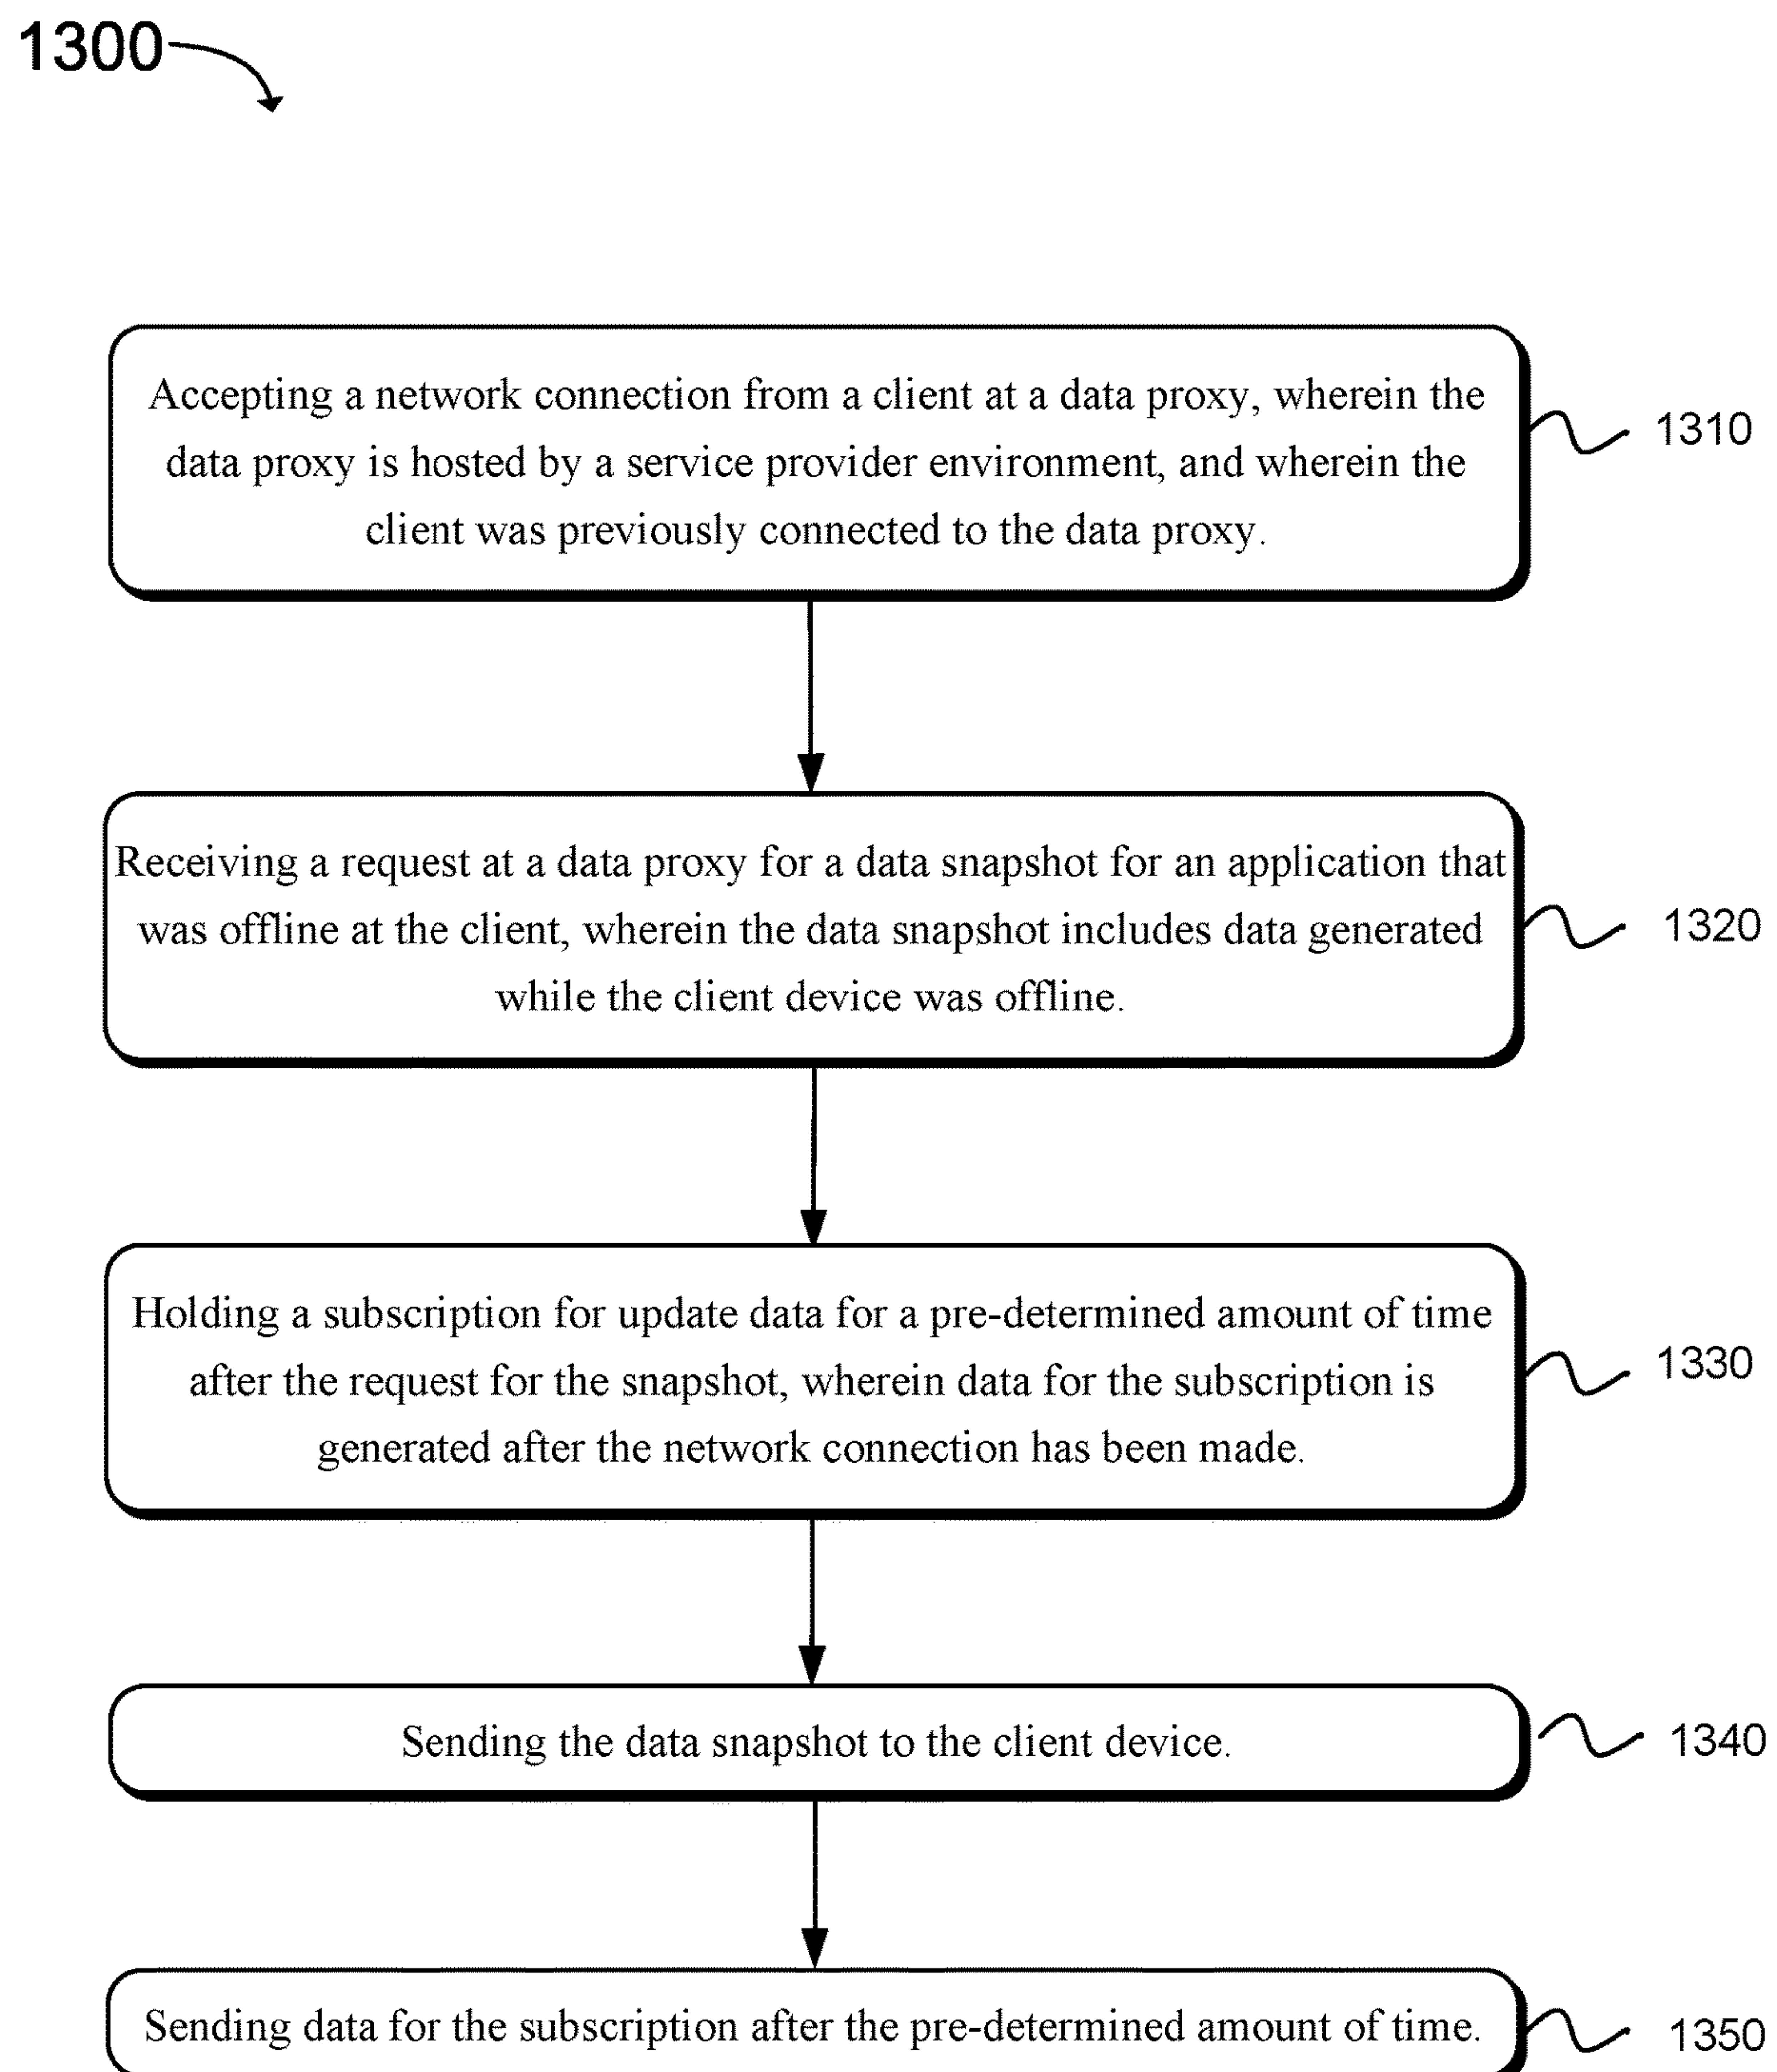 1300
Accepting a network connection from a client at a data proxy, wherein the
data proxy is hosted by a service provider environment, and wherein the
client was previously connected to the data proxy.
1310
Receiving a request at a data proxy for a data snapshot for an application that
was offline at the client, wherein the data snapshot includes data generated
while the client device was offline.
1320
Holding a subscription for update data for a pre-determined amount of time
after the request for the snapshot, wherein data for the subscription is
generated after the network connection has been made.
1330
Sending the data snapshot to the client device.
1340
Sending data for the subscription after the pre-determined amount of time.
1350